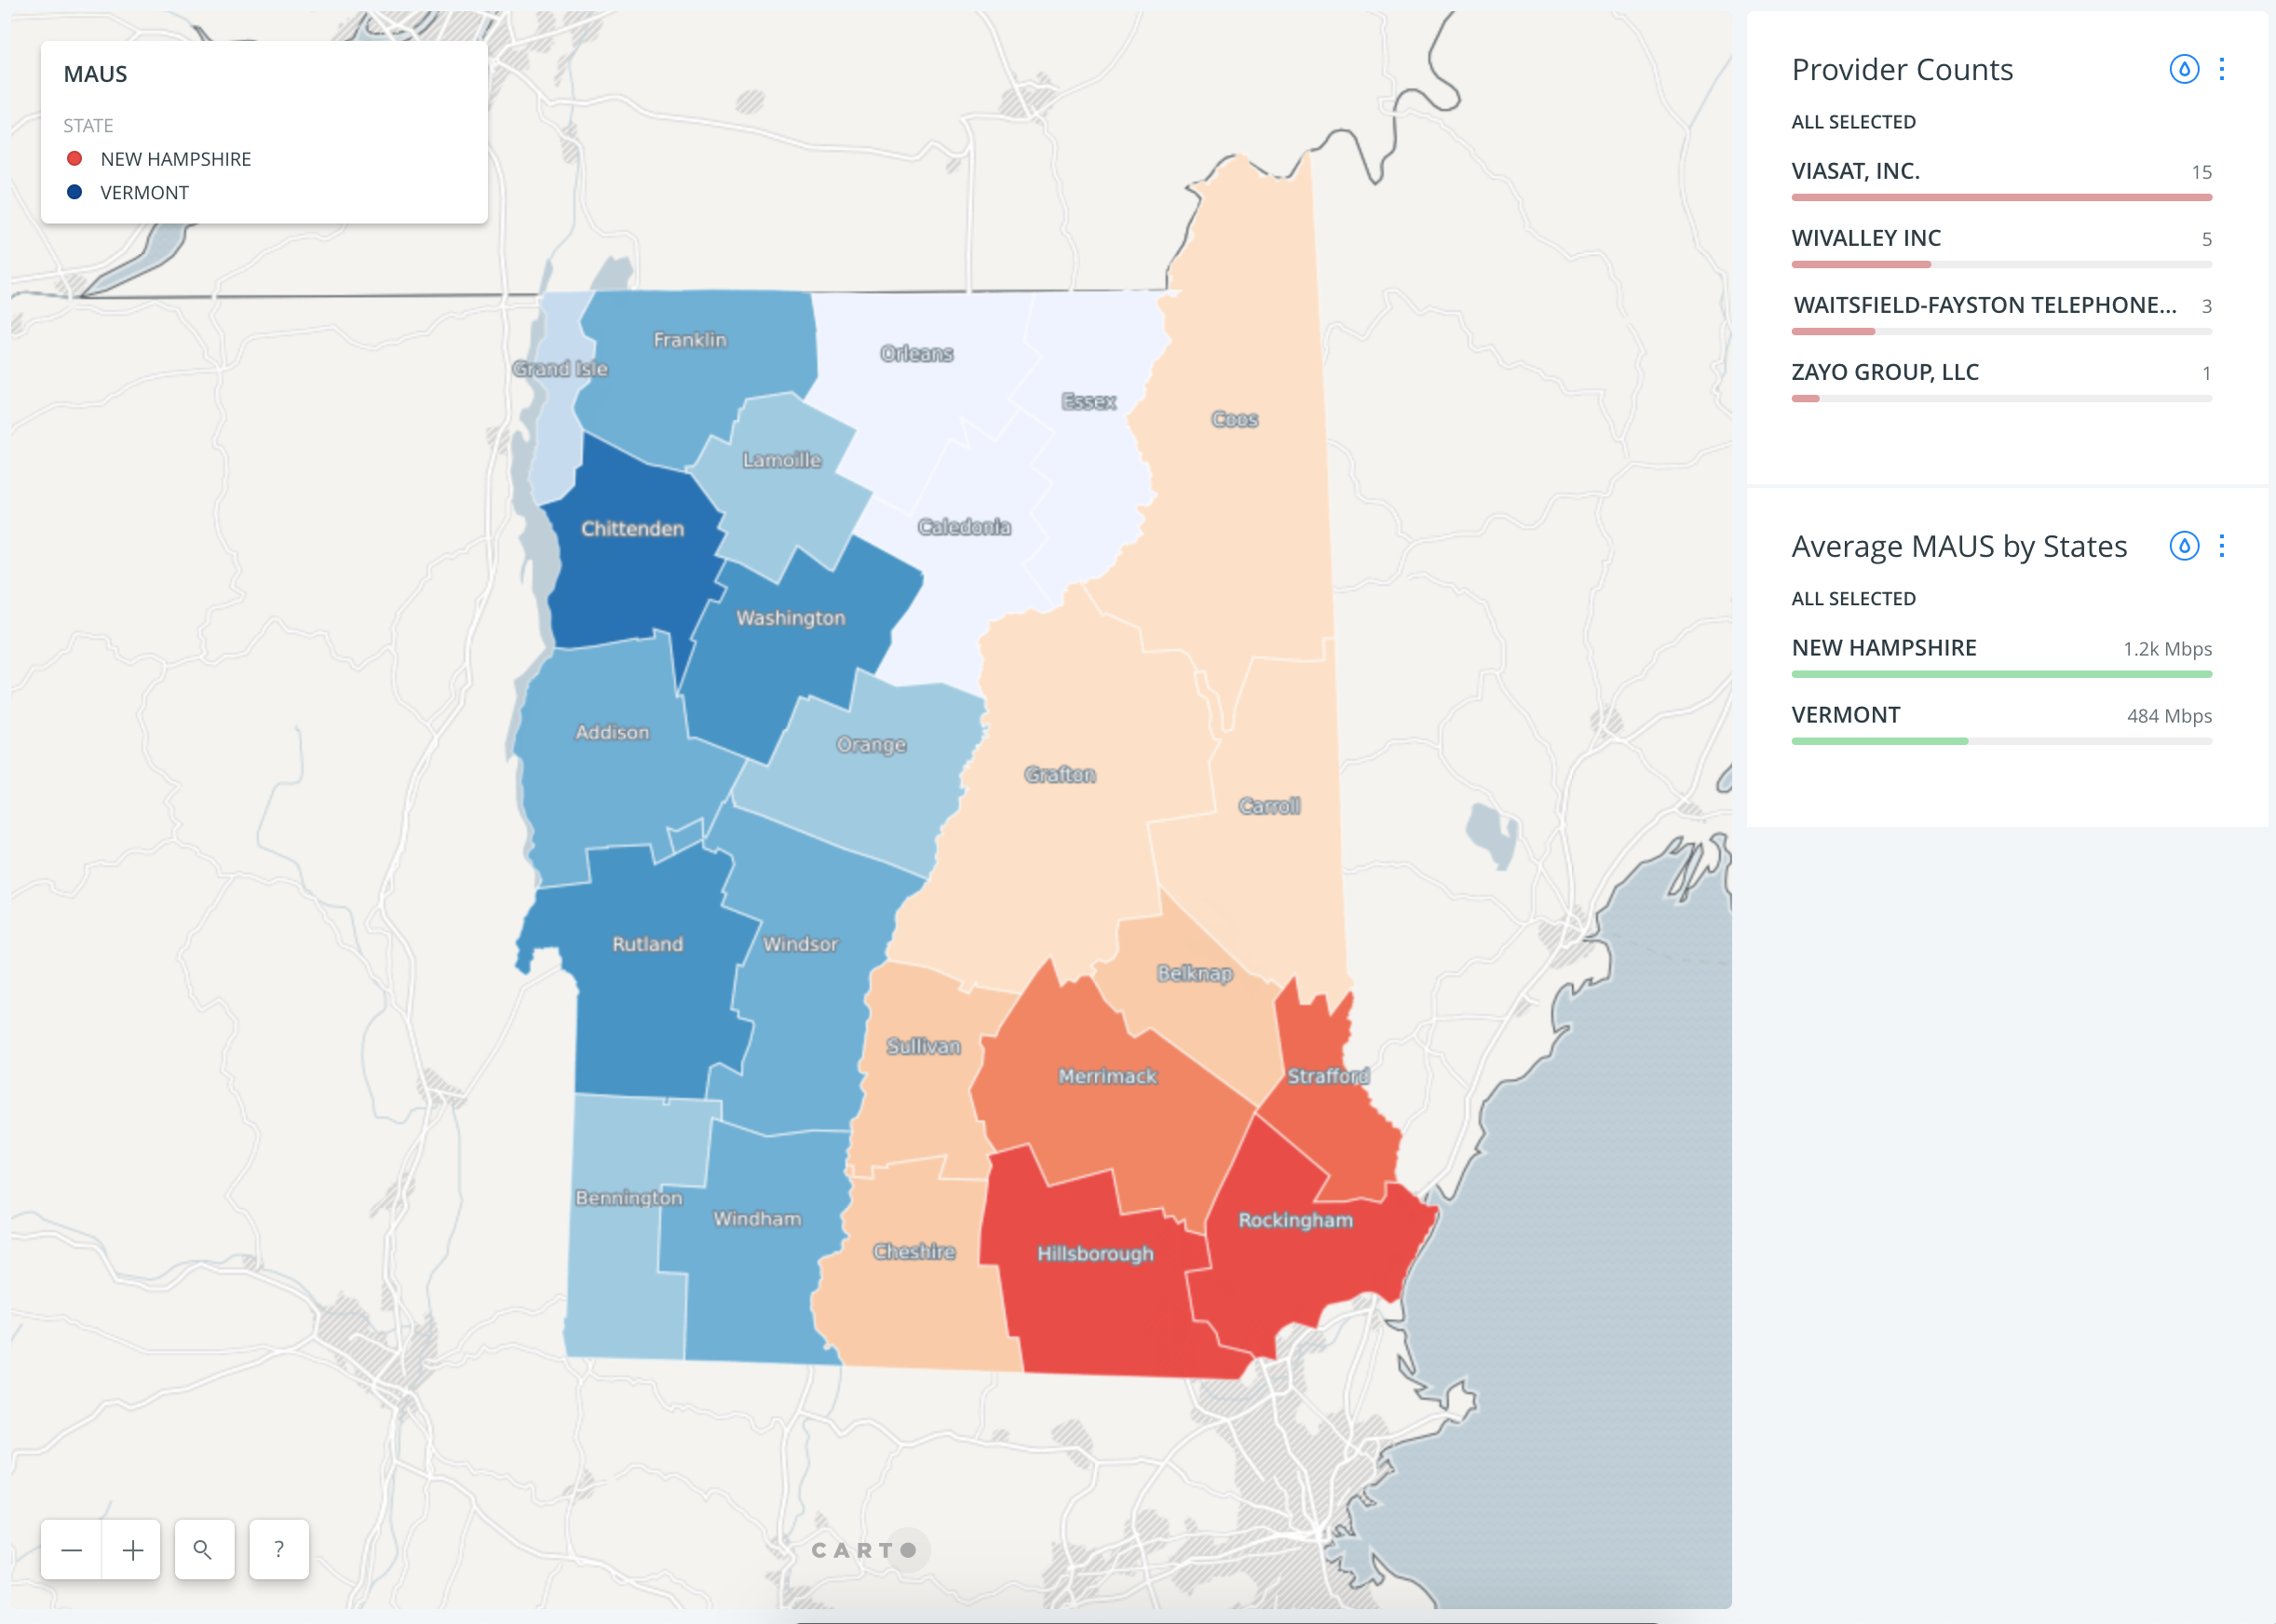 MAUS
STATE
NEW HAMPSHIRE
VERMONT
Franklin
Orleans
Grand Isle
Essex
Coos
Lamoille
Chittenden
Caledonia
Washington
Addison
Orange
Grafton
Carroll
Rutland
Windsor
Belknap
Sullivan
Merrimack
Strafford
Bennington
Windham
Rockingham
Cheshire
Hillsborough
?
CARTO
Provider Counts
ALL SELECTED
VIASAT, INC. 15
WIVALLEY INC 5
WAITSFIELD-FAYSTON TELEPHONE... 3
ZAYO GROUP, LLC 1
Average MAUS by States
ALL SELECTED
NEW HAMPSHIRE 1.2k Mbps
VERMONT 484 Mbps